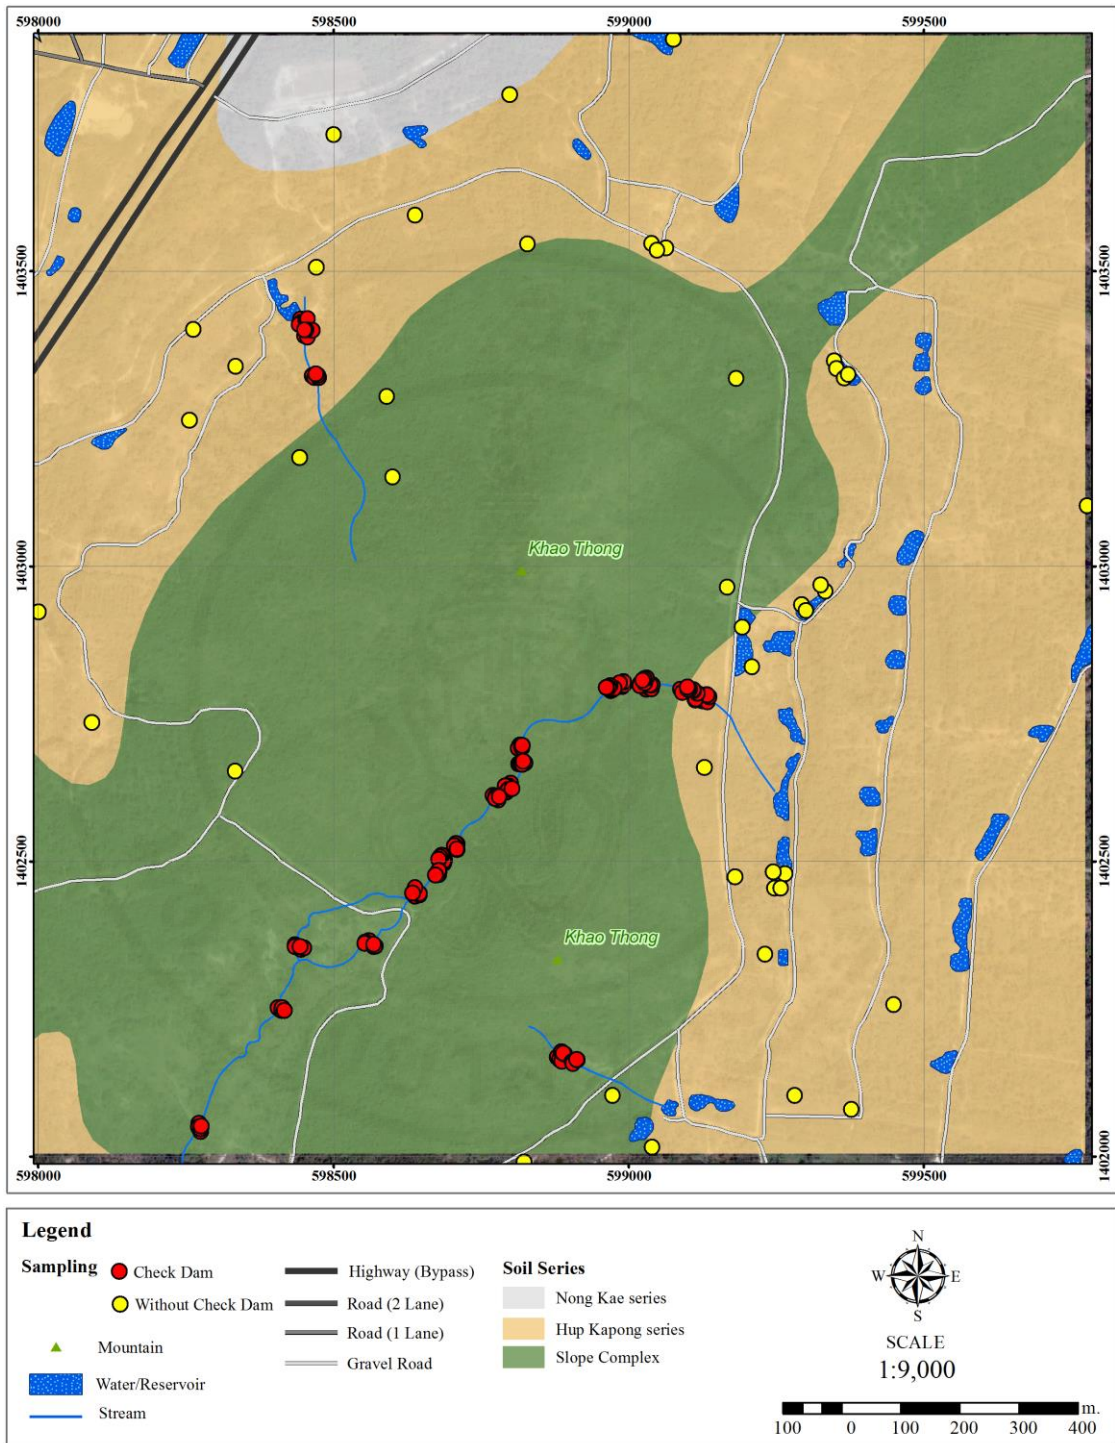 598000 598500 599000 599500
1403500 1403500
Khao Thong
1403000 1403000
1402500 1402500
Khao Thong
1402000 1402000
598000 598500 599000 599500
Legend
Sampling
Check Dam
Without Check Dam
Mountain
Water/Reservoir
Stream
Highway (Bypass)
Road (2 Lane)
Road (1 Lane)
Gravel Road
Soil Series
Nong Kae series
Hup Kapong series
Slope Complex
N
W E
S
SCALE
1:9,000
m.
100 0 100 200 300 400